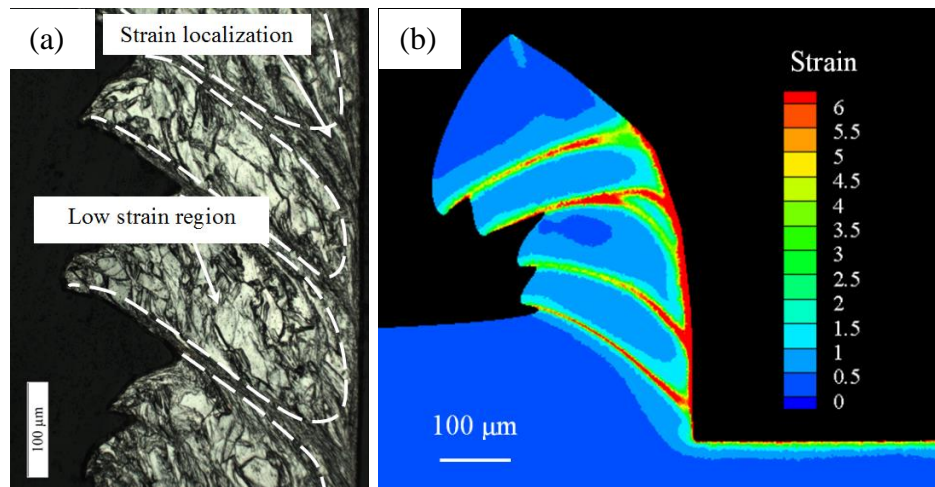 (a)
Strain localization
Low strain region
100 μm
(b)
Strain
6
5.5
5
4.5
4
3.5
3
2.5
2
1.5
1
0.5
0
100 μm